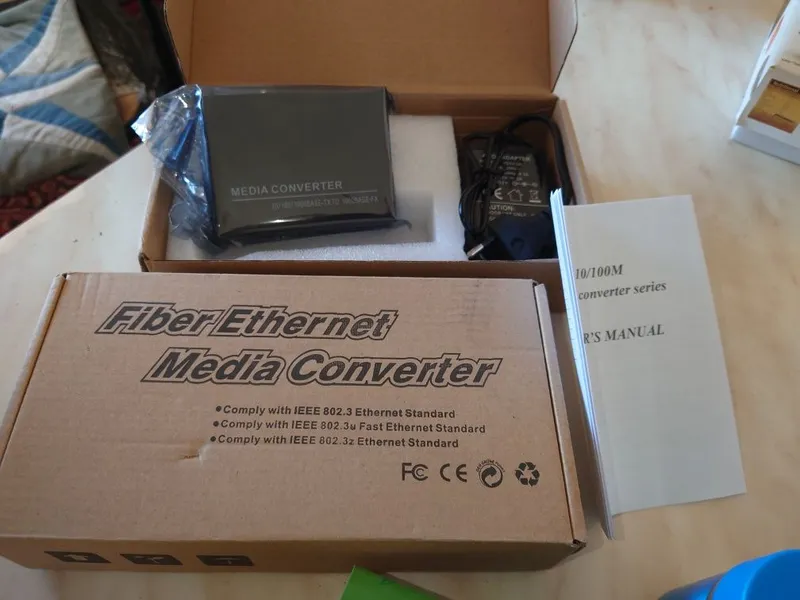 MEDIA CONVERTER
ADAPTER
10/100M
converter series
R'S MANUAL
Fiber Ethernet
Media Converter
•Comply with IEEE 802.3 Ethernet Standard
•Comply with IEEE 802.3u Fast Ethernet Standard
•Comply with IEEE 802.3z Ethernet Standard
FC CE